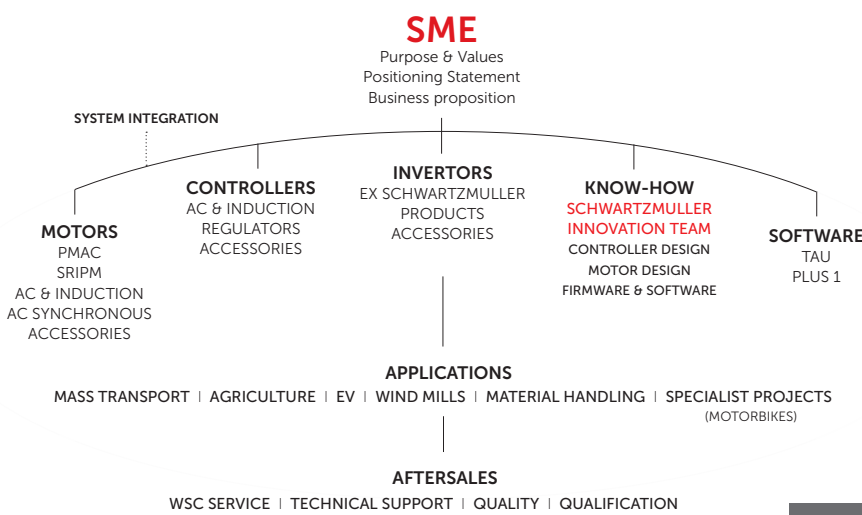 SME
Purpose & Values
Positioning Statement
Business proposition
SYSTEM INTEGRATION
MOTORS
PMAC
SRIPM
AC & INDUCTION
AC SYNCHRONOUS
ACCESSORIES
CONTROLLERS
AC & INDUCTION
REGULATORS
ACCESSORIES
INVERTORS
EX SCHWARTZMULLER
PRODUCTS
ACCESSORIES
KNOW-HOW
SCHWARTZMULLER
INNOVATION TEAM
CONTROLLER DESIGN
MOTOR DESIGN
FIRMWARE & SOFTWARE
SOFTWARE
TAU
PLUS 1
APPLICATIONS
MASS TRANSPORT | AGRICULTURE | EV | WIND MILLS | MATERIAL HANDLING | SPECIALIST PROJECTS
(MOTORBIKES)
AFTERSALES
WSC SERVICE | TECHNICAL SUPPORT | QUALITY | QUALIFICATION